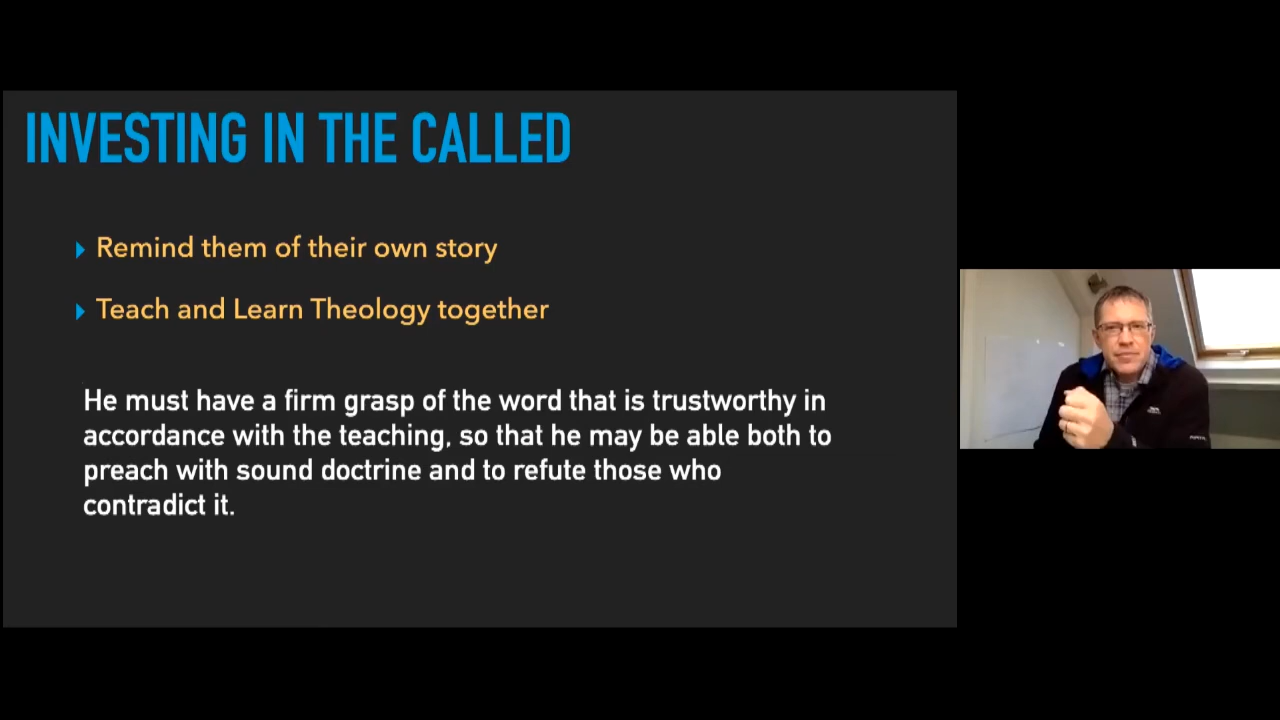 INVESTING IN THE CALLED
Remind them of their own story
Teach and Learn Theology together
He must have a firm grasp of the word that is trustworthy in
accordance with the teaching, so that he may be able both to
preach with sound doctrine and to refute those who
contradict it.